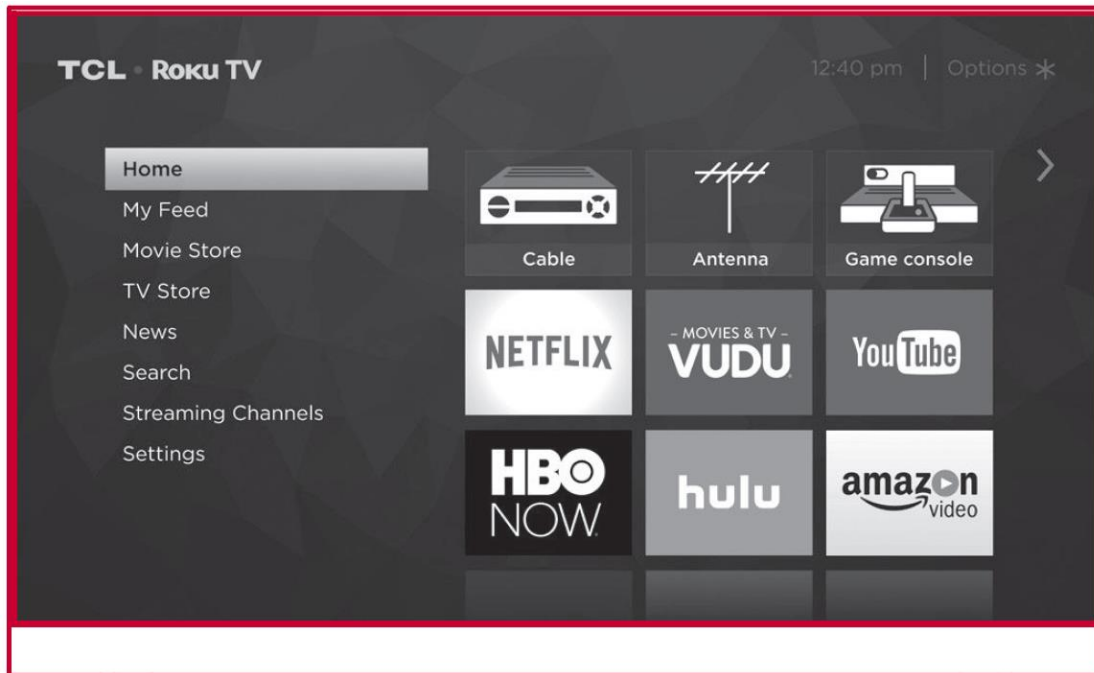 TCL • Roku TV
12:40 pm | Options *
Home
My Feed
Movie Store
TV Store
News
Search
Streaming Channels
Settings
Cable
Antenna
Game console
NETFLIX
– MOVIES & TV –
VUDU
YouTube
HBO
NOW.
hulu
amazon
video